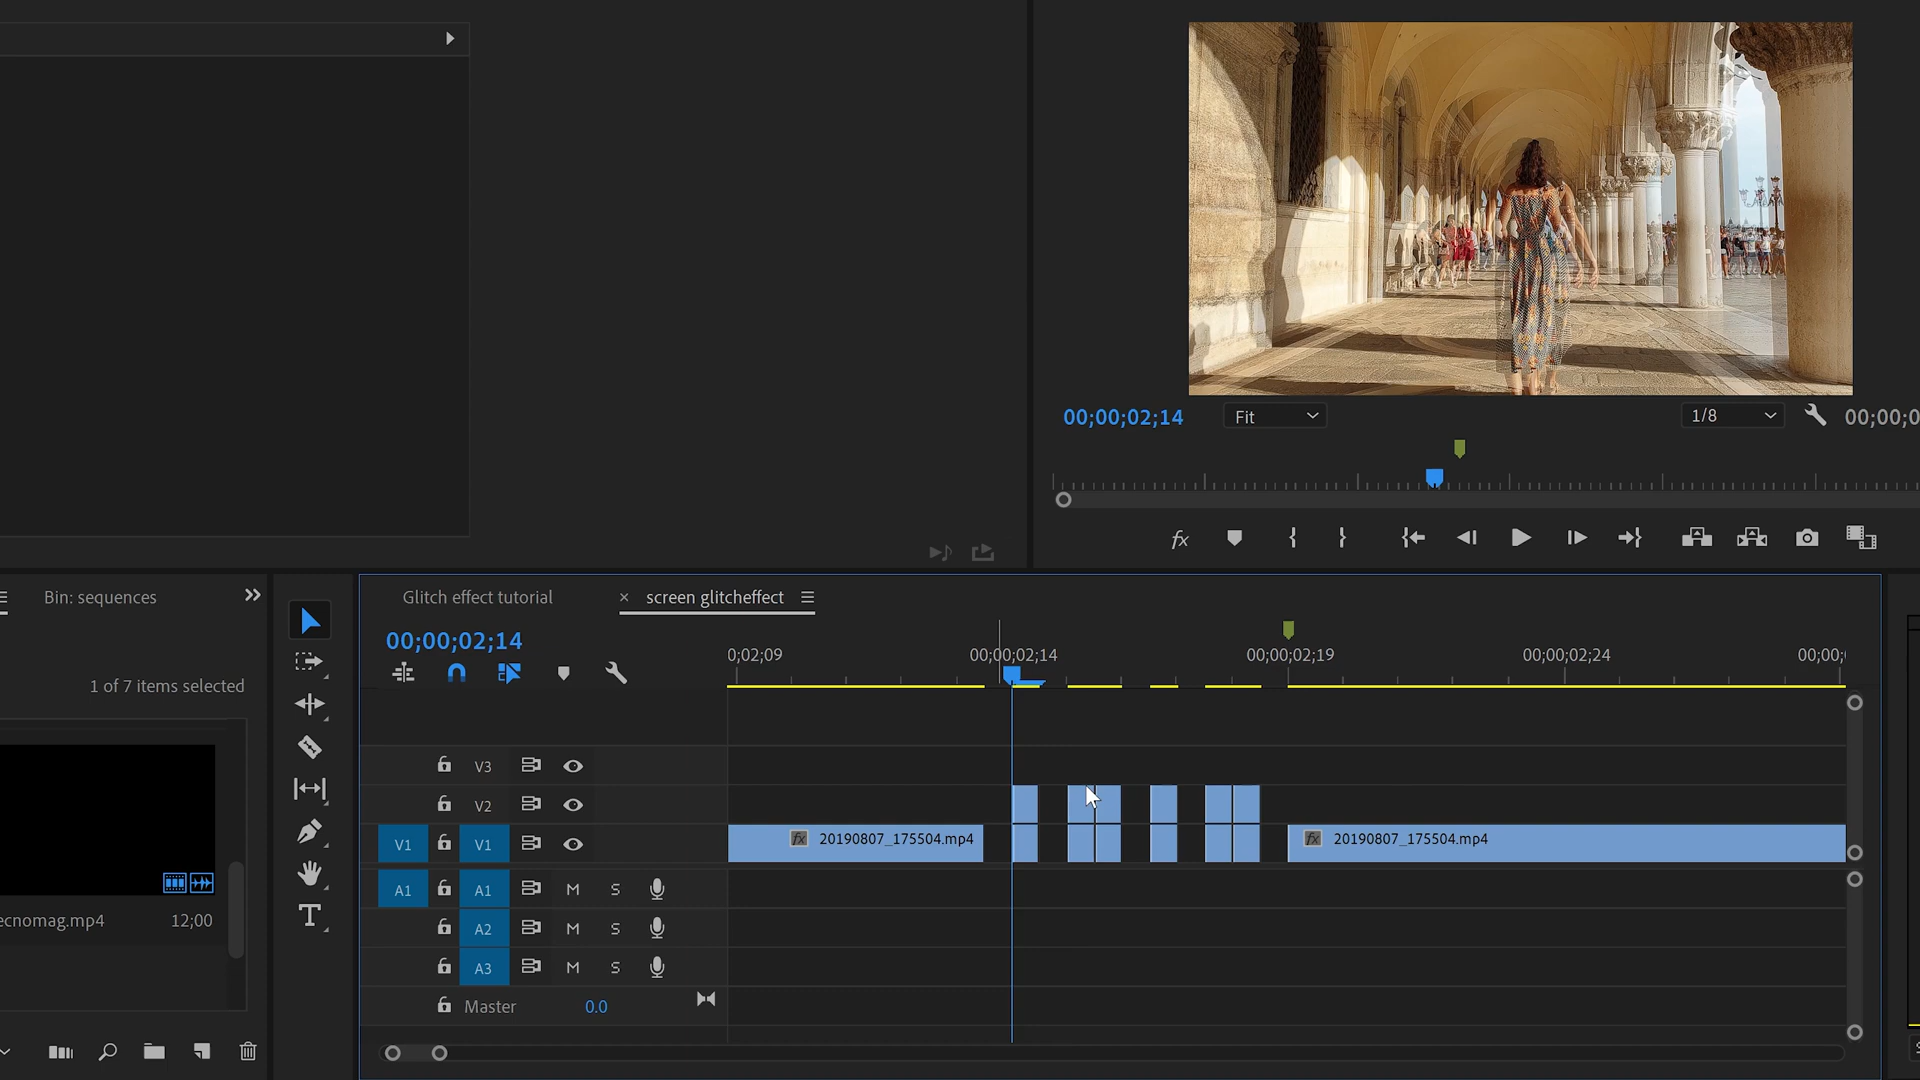 00;00;02;14
Fit
1/8
00;00;0
fx
Bin: sequences
1 of 7 items selected
ecnomag.mp4
12;00
Glitch effect tutorial
× screen glitcheffect
00;00;02;14
0;02;09
00;00;02;14
00;00;02;19
00;00;02;24
00;00;
V3
V2
V1
V1
fx 20190807_175504.mp4
fx 20190807_175504.mp4
A1
A1
M
S
A2
M
S
A3
M
S
Master
0.0
T